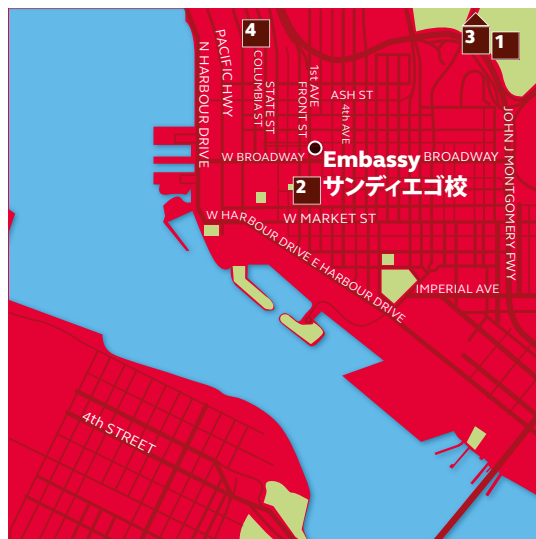 4
3
1
N HARBOUR DRIVE
PACIFIC HWY
COLUMBIA ST
STATE ST
FRONT ST
1st AVE
4th AVE
ASH ST
JOHN J MONTGOMERY FWY
W BROADWAY
BROADWAY
Embassy
サンディエゴ校
2
W MARKET ST
W HARBOUR DRIVE
E HARBOUR DRIVE
IMPERIAL AVE
4th STREET